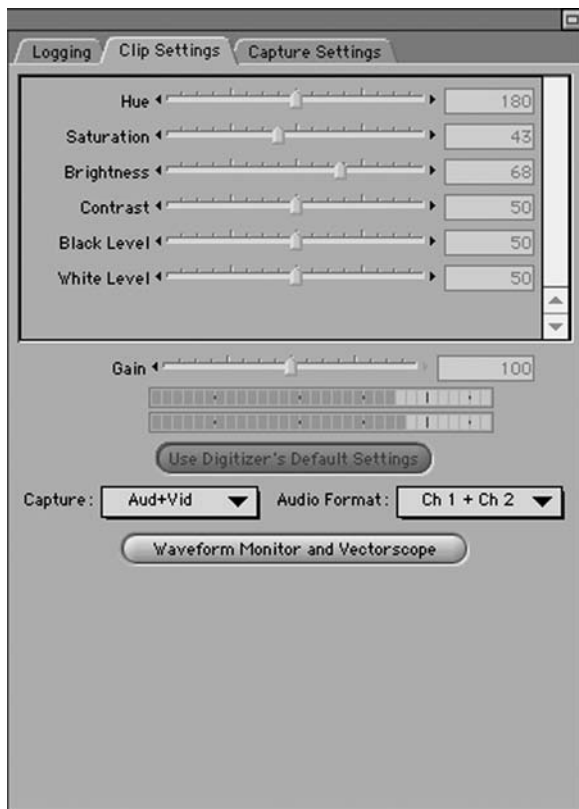 Logging Clip Settings Capture Settings
Hue 180
Saturation 43
Brightness 68
Contrast 50
Black Level 50
White Level 50
Gain 100
Use Digitizer's Default Settings
Capture: Aud+Vid Audio Format: Ch 1 + Ch 2
Waveform Monitor and Vectorscope